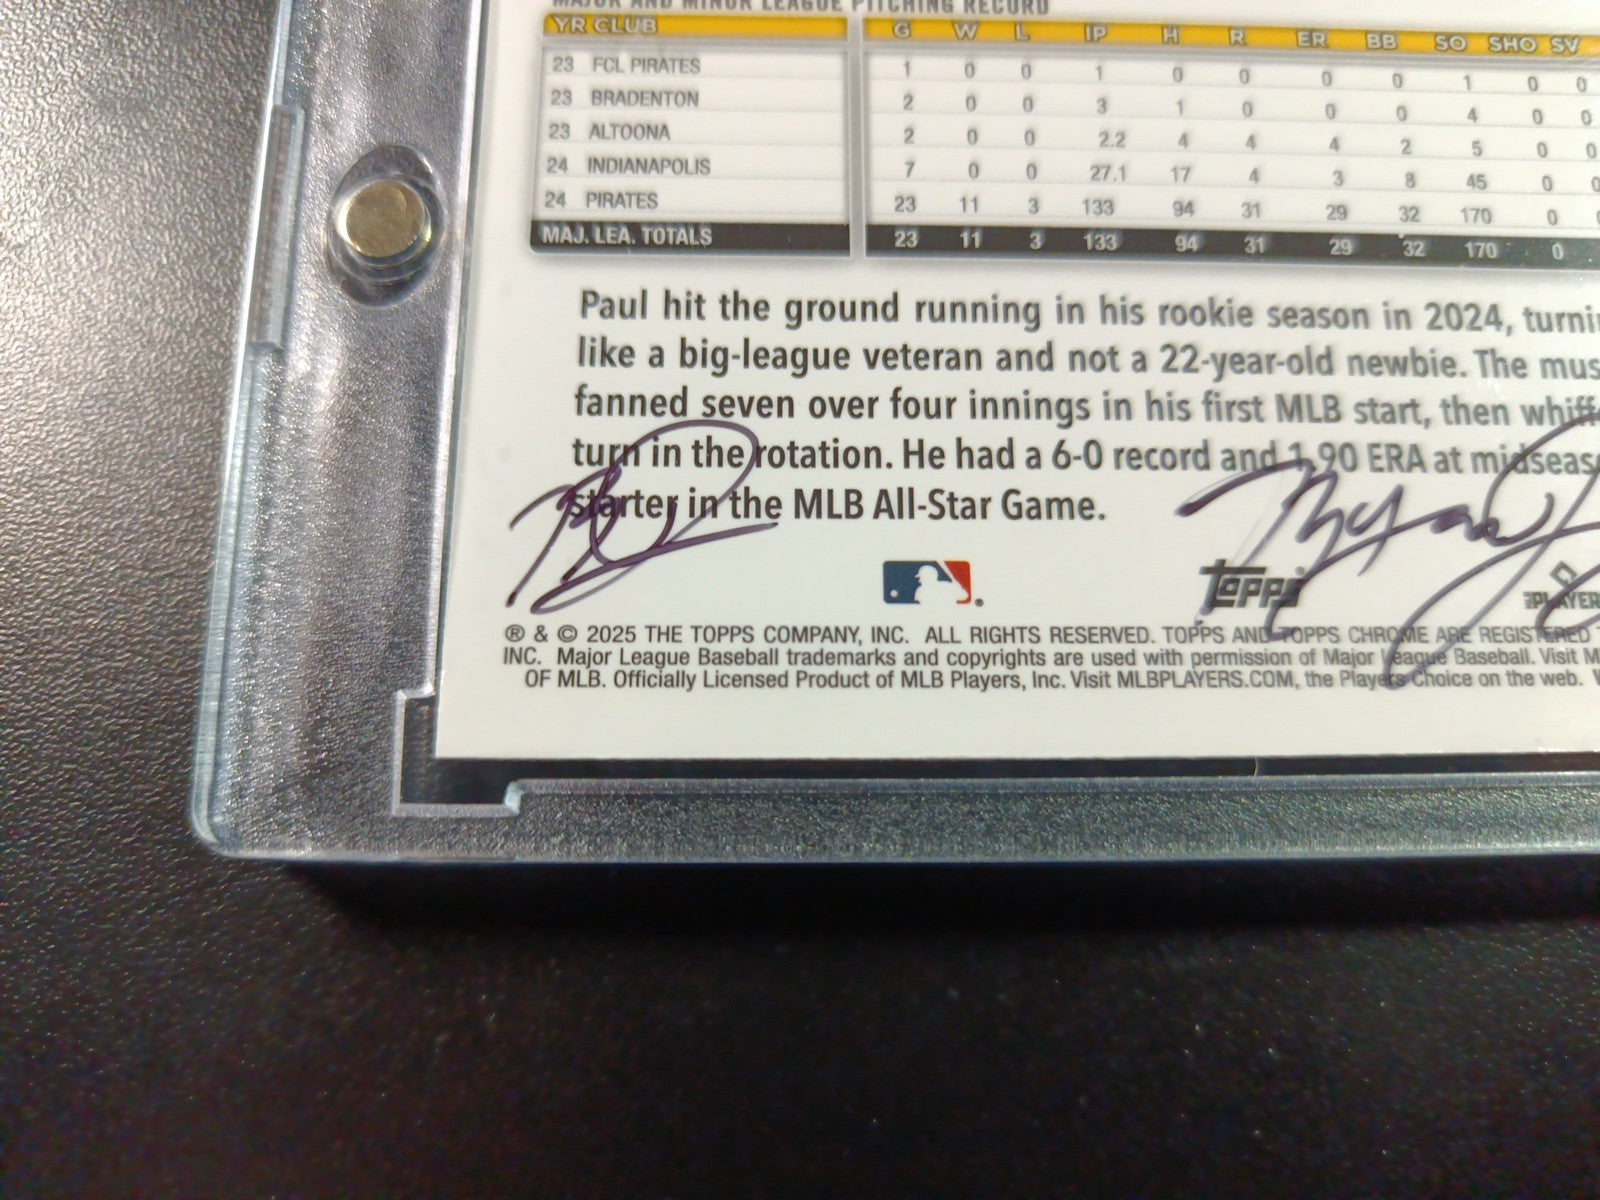 MAJOR AND MINOR LEAGUE PITCHING RECORD
YR CLUB G W L IP H R ER BB SO SHO SV
23 FCL PIRATES 1 0 0 1 0 0 0 0 1 0 0
23 BRADENTON 2 0 0 3 1 0 0 0 4 0 0
23 ALTOONA 2 0 0 2.2 4 4 4 2 5 0 0
24 INDIANAPOLIS 7 0 0 27.1 17 4 3 8 45 0 0
24 PIRATES 23 11 3 133 94 31 29 32 170 0
MAJ. LEA. TOTALS 23 11 3 133 94 31 29 32 170 0
Paul hit the ground running in his rookie season in 2024, turni
like a big-league veteran and not a 22-year-old newbie. The mus
fanned seven over four innings in his first MLB start, then whiff
turn in the rotation. He had a 6-0 record and 1.90 ERA at midseas
starter in the MLB All-Star Game.
Topps PLAYER
® & © 2025 THE TOPPS COMPANY, INC. ALL RIGHTS RESERVED. TOPPS AND TOPPS CHROME ARE REGISTERED
INC. Major League Baseball trademarks and copyrights are used with permission of Major League Baseball. Visit M
OF MLB. Officially Licensed Product of MLB Players, Inc. Visit MLBPLAYERS.COM, the Players Choice on the web.